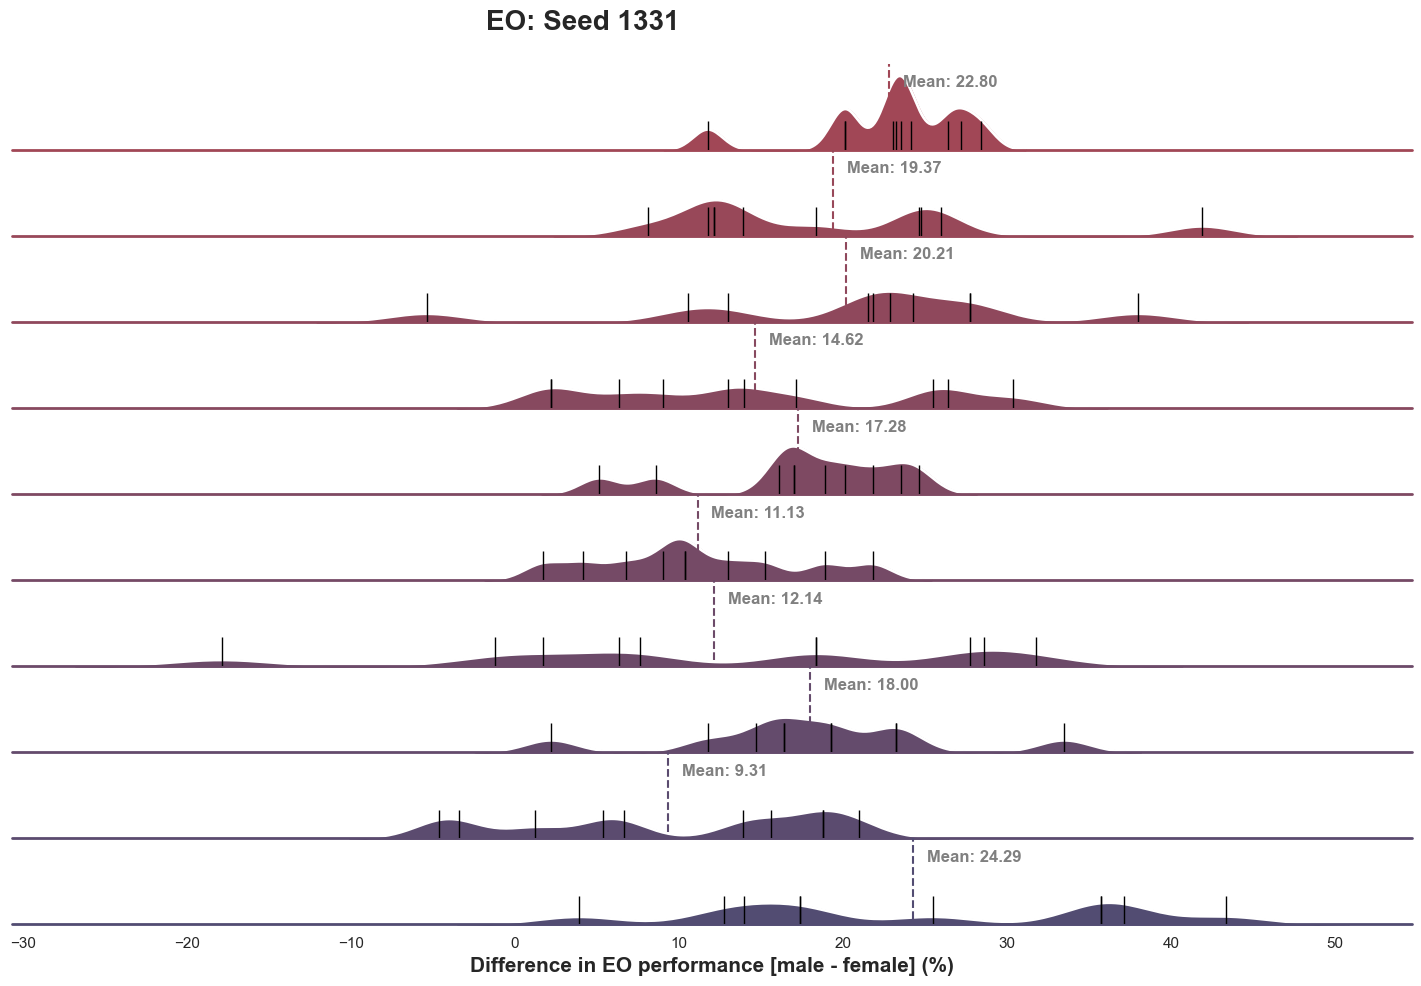 EO: Seed 1331
Mean: 22.80
Mean: 19.37
Mean: 20.21
Mean: 14.62
Mean: 17.28
Mean: 11.13
Mean: 12.14
Mean: 18.00
Mean: 9.31
Mean: 24.29
−30 −20 −10 0 10 20 30 40 50
Difference in EO performance [male - female] (%)